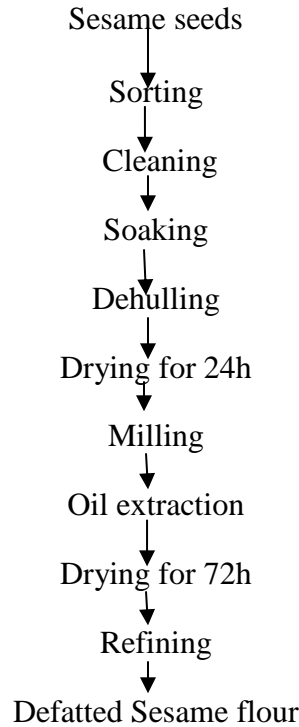 Sesame seeds
Sorting
Cleaning
Soaking
Dehulling
Drying for 24h
Milling
Oil extraction
Drying for 72h
Refining
Defatted Sesame flour